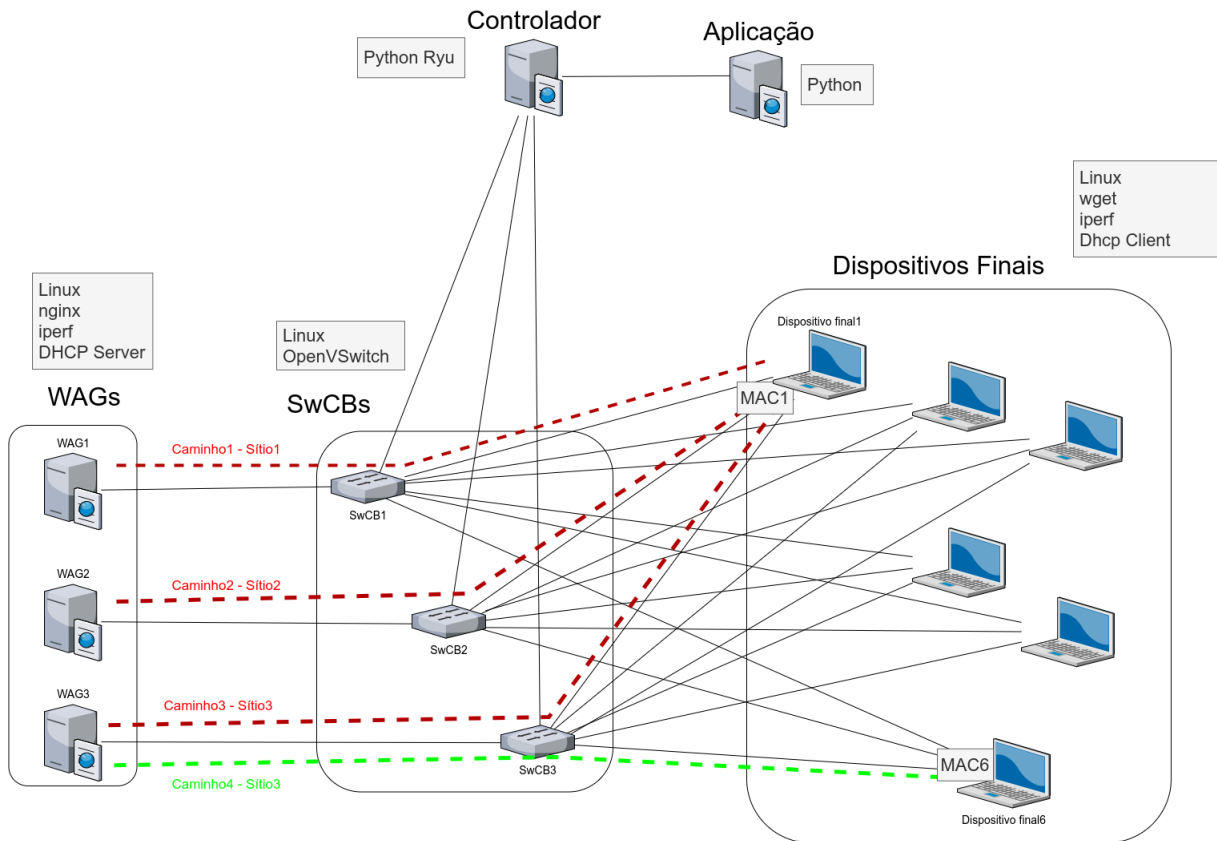 Controlador
Aplicação
Python Ryu
Python
Linux
wget
iperf
Dhcp Client
Dispositivos Finais
Linux
nginx
iperf
DHCP Server
Linux
OpenVSwitch
Dispositivo final1
WAGs
SwCBs
MAC1
WAG1
Caminho1 - Sítio1
SwCB1
WAG2
Caminho2 - Sítio2
SwCB2
WAG3
Caminho3 - Sítio3
SwCB3
MAC6
Caminho4 - Sítio3
Dispositivo final6